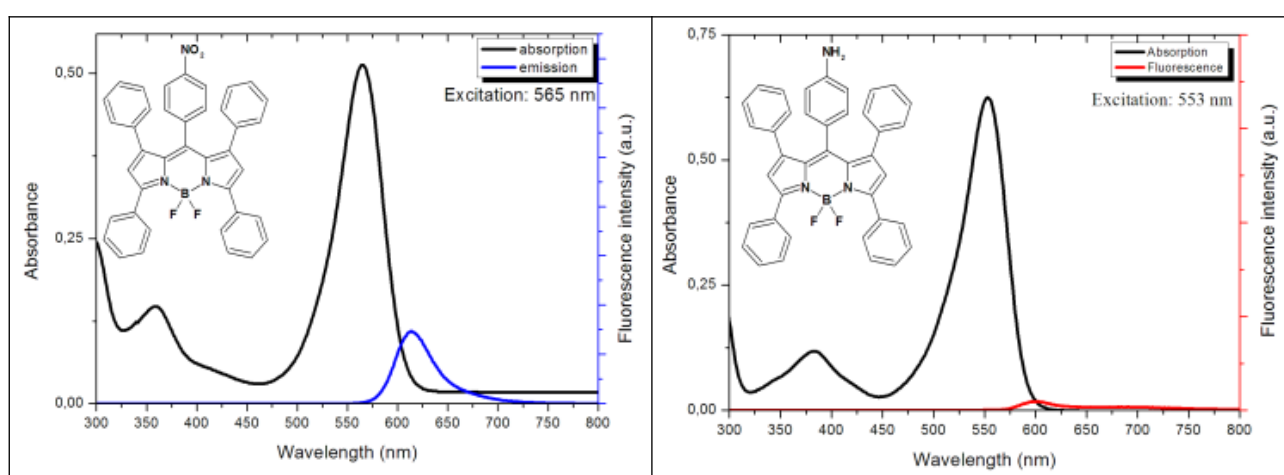 NO2
absorption
emission
Excitation: 565 nm
N
N
B
F
F
0,50
0,25
0,00
Absorbance
Fluorescence intensity (a.u.)
300
350
400
450
500
550
600
650
700
750
800
Wavelength (nm)
NH2
Absorption
Fluorescence
Excitation: 553 nm
N
N
B
F
F
0,75
0,50
0,25
0,00
Absorbance
Fluorescence intensity (a.u.)
300
350
400
450
500
550
600
650
700
750
800
Wavelength (nm)